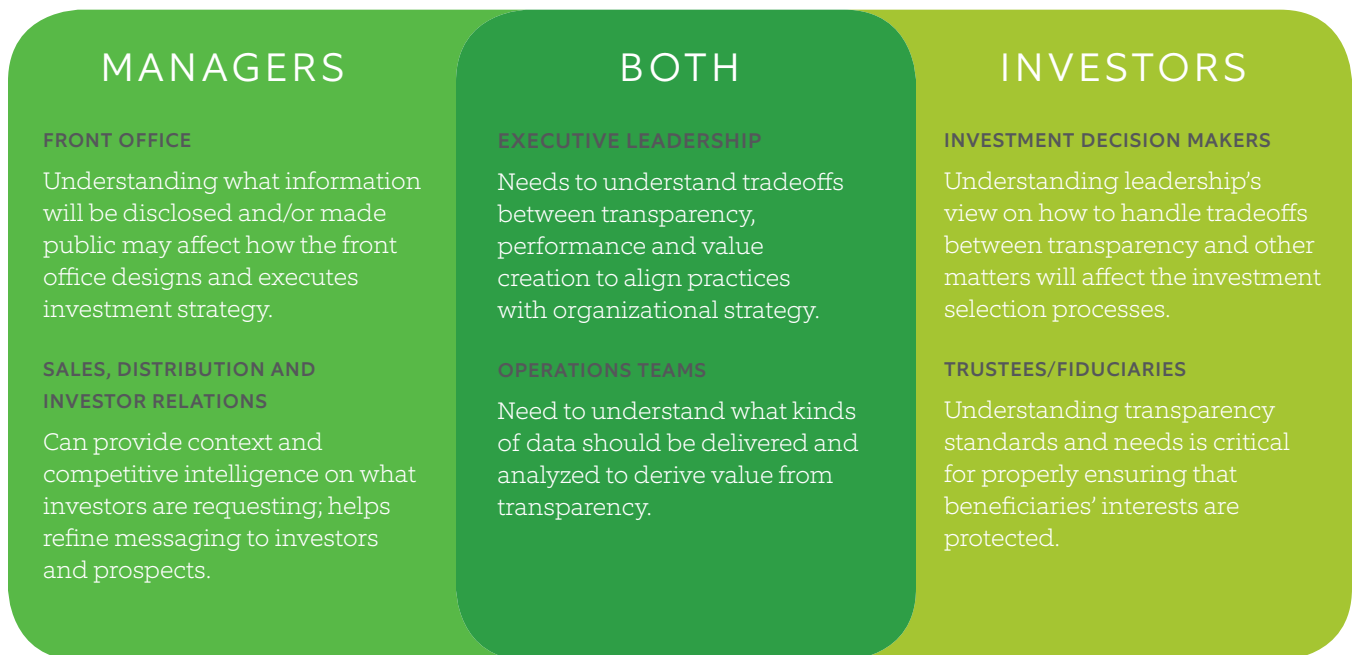 MANAGERS
FRONT OFFICE
Understanding what information
will be disclosed and/or made
public may affect how the front
office designs and executes
investment strategy.
SALES, DISTRIBUTION AND
INVESTOR RELATIONS
Can provide context and
competitive intelligence on what
investors are requesting; helps
refine messaging to investors
and prospects.
BOTH
EXECUTIVE LEADERSHIP
Needs to understand tradeoffs
between transparency,
performance and value
creation to align practices
with organizational strategy.
OPERATIONS TEAMS
Need to understand what kinds
of data should be delivered and
analyzed to derive value from
transparency.
INVESTORS
INVESTMENT DECISION MAKERS
Understanding leadership’s
view on how to handle tradeoffs
between transparency and other
matters will affect the investment
selection processes.
TRUSTEES/FIDUCIARIES
Understanding transparency
standards and needs is critical
for properly ensuring that
beneficiaries’ interests are
protected.